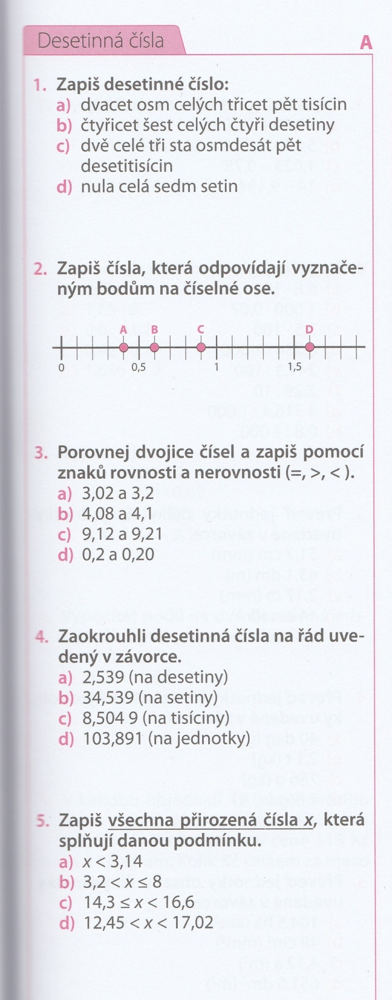 Desetinná čísla
A
1. Zapiš desetinné číslo:
a) dvacet osm celých třicet pět tisícin
b) čtyřicet šest celých čtyři desetiny
c) dvě celé tři sta osmdesát pět
desetitisícin
d) nula celá sedm setin
2. Zapiš čísla, která odpovídají vyznače-
ným bodům na číselné ose.
A B C D
0 0,5 1 1,5
3. Porovnej dvojice čísel a zapiš pomocí
znaků rovnosti a nerovnosti (=, >, < ).
a) 3,02 a 3,2
b) 4,08 a 4,1
c) 9,12 a 9,21
d) 0,2 a 0,20
4. Zaokrouhli desetinná čísla na řád uve-
dený v závorce.
a) 2,539 (na desetiny)
b) 34,539 (na setiny)
c) 8,504 9 (na tisíciny)
d) 103,891 (na jednotky)
5. Zapiš všechna přirozená čísla x, která
splňují danou podmínku.
a) x < 3,14
b) 3,2 < x ≤ 8
c) 14,3 ≤ x < 16,6
d) 12,45 < x < 17,02